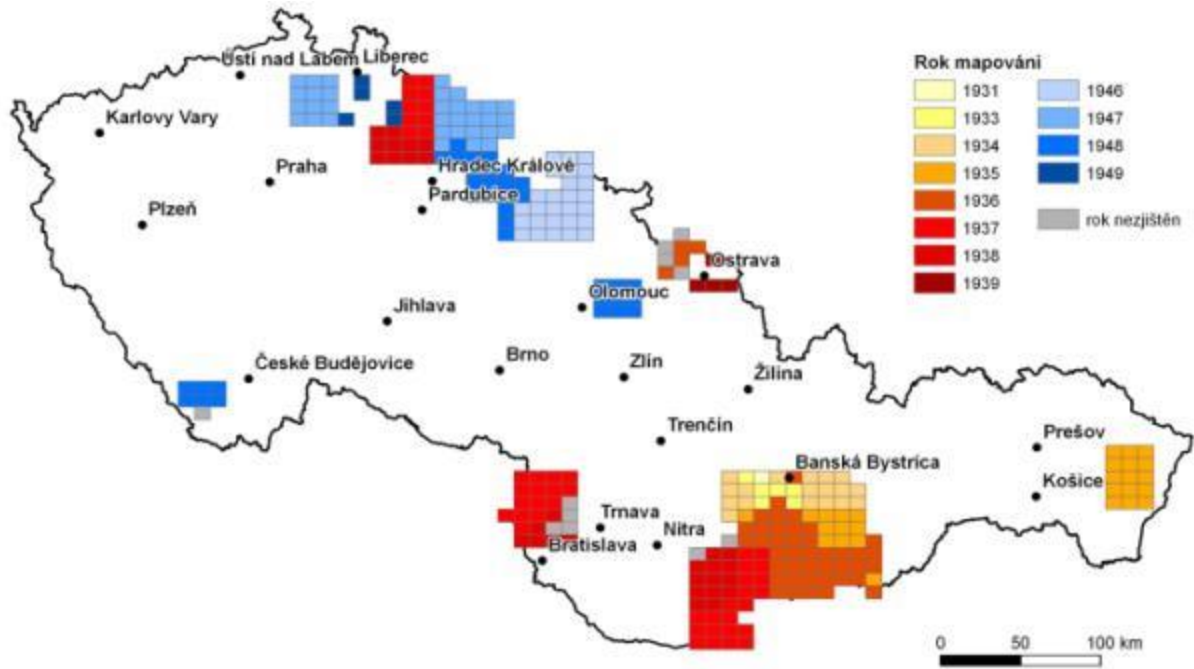 Ústí nad Labem
Liberec
Karlovy Vary
Praha
Hradec Králové
Pardubice
Plzeň
Ostrava
Olomouc
Jihlava
Brno
Zlín
České Budějovice
Žilina
Trenčín
Banská Bystrica
Prešov
Košice
Trnava
Nitra
Bratislava
Rok mapování
1931
1933
1934
1935
1936
1937
1938
1939
1946
1947
1948
1949
rok nezjištěn
0 50 100 km